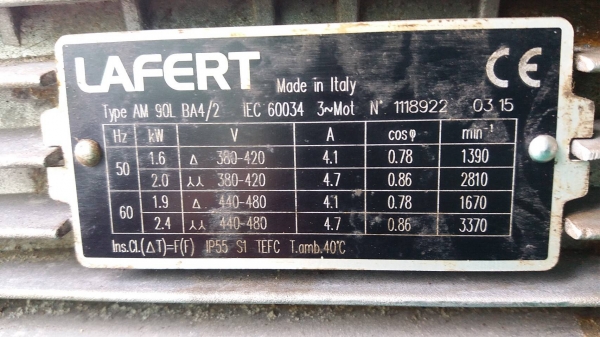 LAFERT
Made in Italy CE
Type AM 90L BA4/2 IEC 60034 3~Mot N° 1118922 03 15
Hz kW V A cosφ min⁻¹
50 1.6 Δ 380-420 4.1 0.78 1390
2.0 ⅄⅄ 380-420 4.7 0.86 2810
60 1.9 Δ 440-480 4.1 0.78 1670
2.4 ⅄⅄ 440-480 4.7 0.86 3370
Ins.Cl.(ΔT)=F(F) IP55 S1 TEFC T.amb.40°C